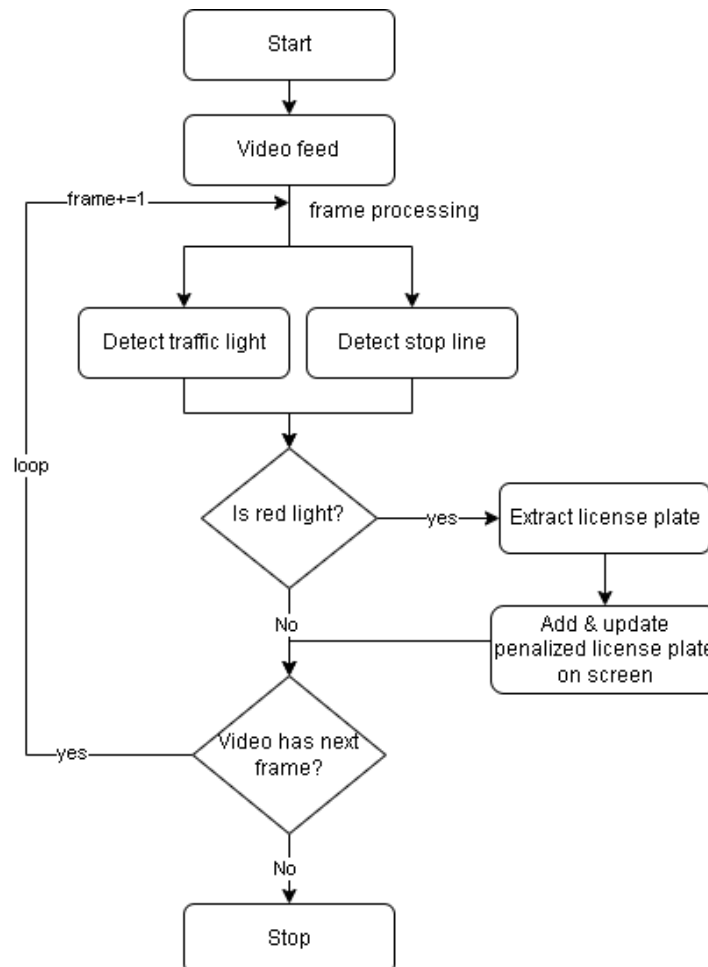 Start
Video feed
frame+=1
frame processing
Detect traffic light
Detect stop line
loop
Is red light?
yes
Extract license plate
No
Add & update
penalized license plate
on screen
Video has next
frame?
yes
No
Stop